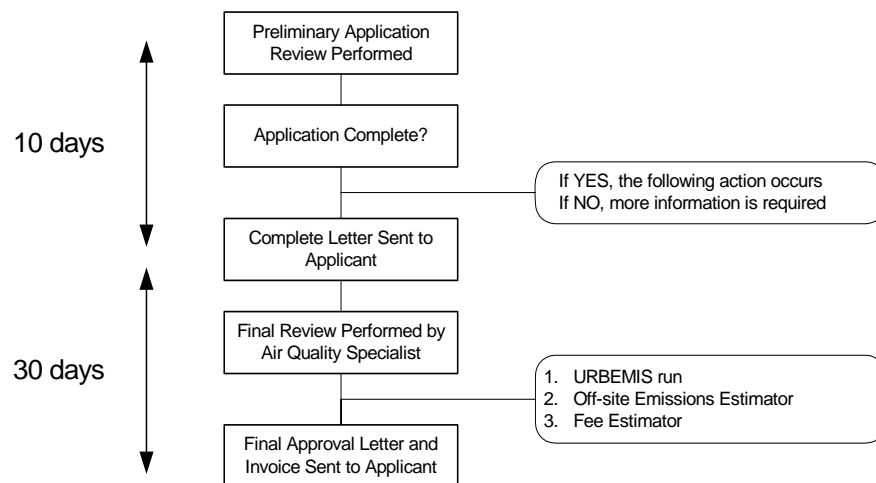 Preliminary Application
Review Performed
10 days
Application Complete?
If YES, the following action occurs
If NO, more information is required
Complete Letter Sent to
Applicant
Final Review Performed by
Air Quality Specialist
30 days
1. URBEMIS run
2. Off-site Emissions Estimator
3. Fee Estimator
Final Approval Letter and
Invoice Sent to Applicant